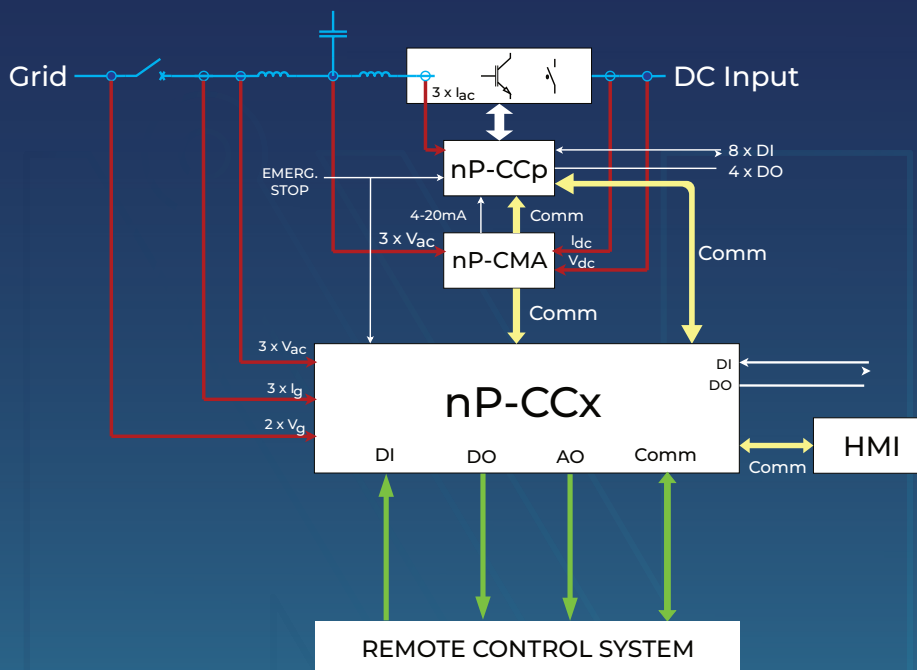 Grid
DC Input
3 x Iac
nP-CCp
8 x DI
4 x DO
EMERG.
STOP
4-20mA
Comm
3 x Vac
nP-CMA
Idc
Vdc
Comm
Comm
3 x Vac
3 x Ig
2 x Vg
nP-CCx
DI
DO
DI
DO
AO
Comm
Comm
HMI
REMOTE CONTROL SYSTEM